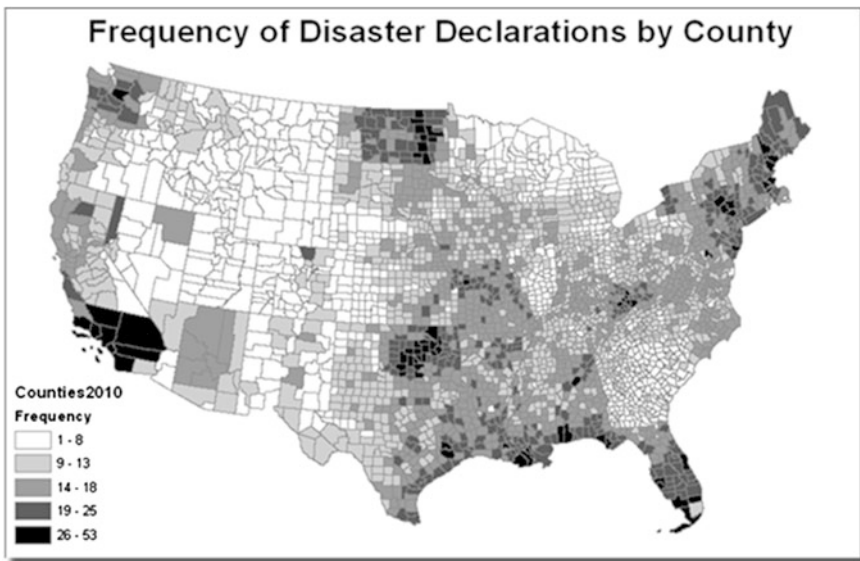 Frequency of Disaster Declarations by County
Counties2010
Frequency
1 - 8
9 - 13
14 - 18
19 - 25
26 - 53